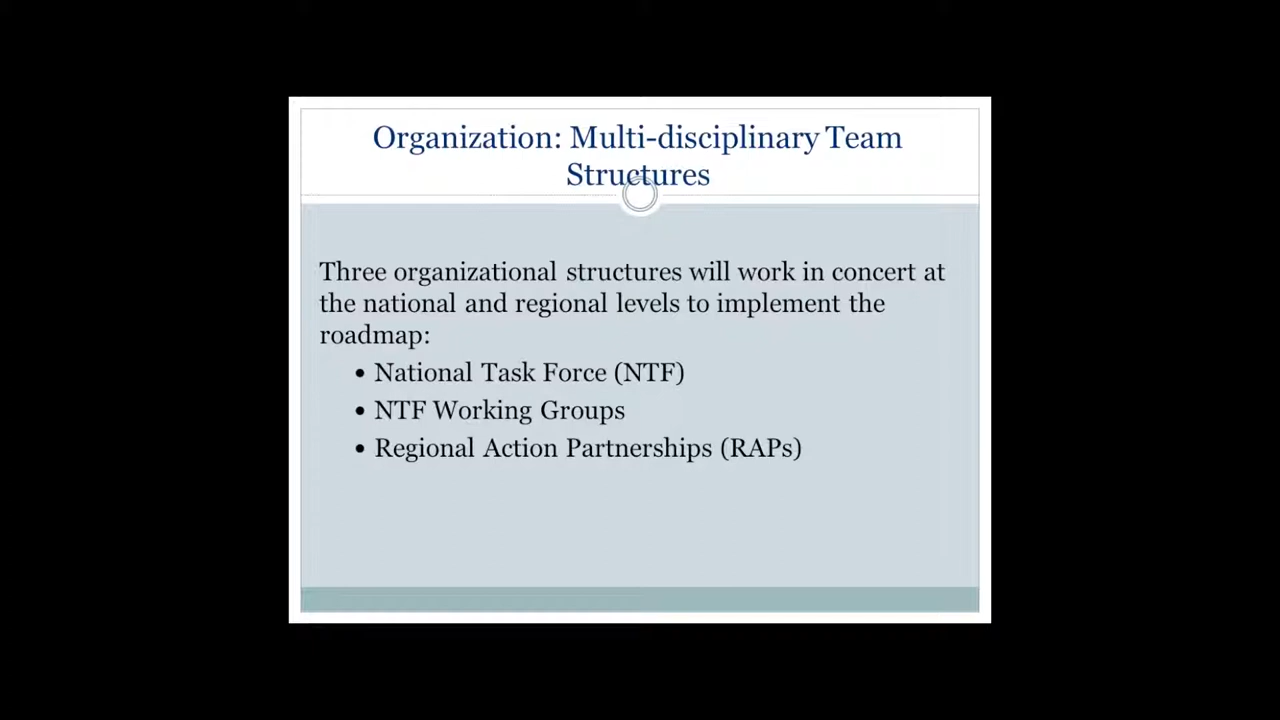 Organization: Multi-disciplinary Team
Structures
Three organizational structures will work in concert at
the national and regional levels to implement the
roadmap:
• National Task Force (NTF)
• NTF Working Groups
• Regional Action Partnerships (RAPs)